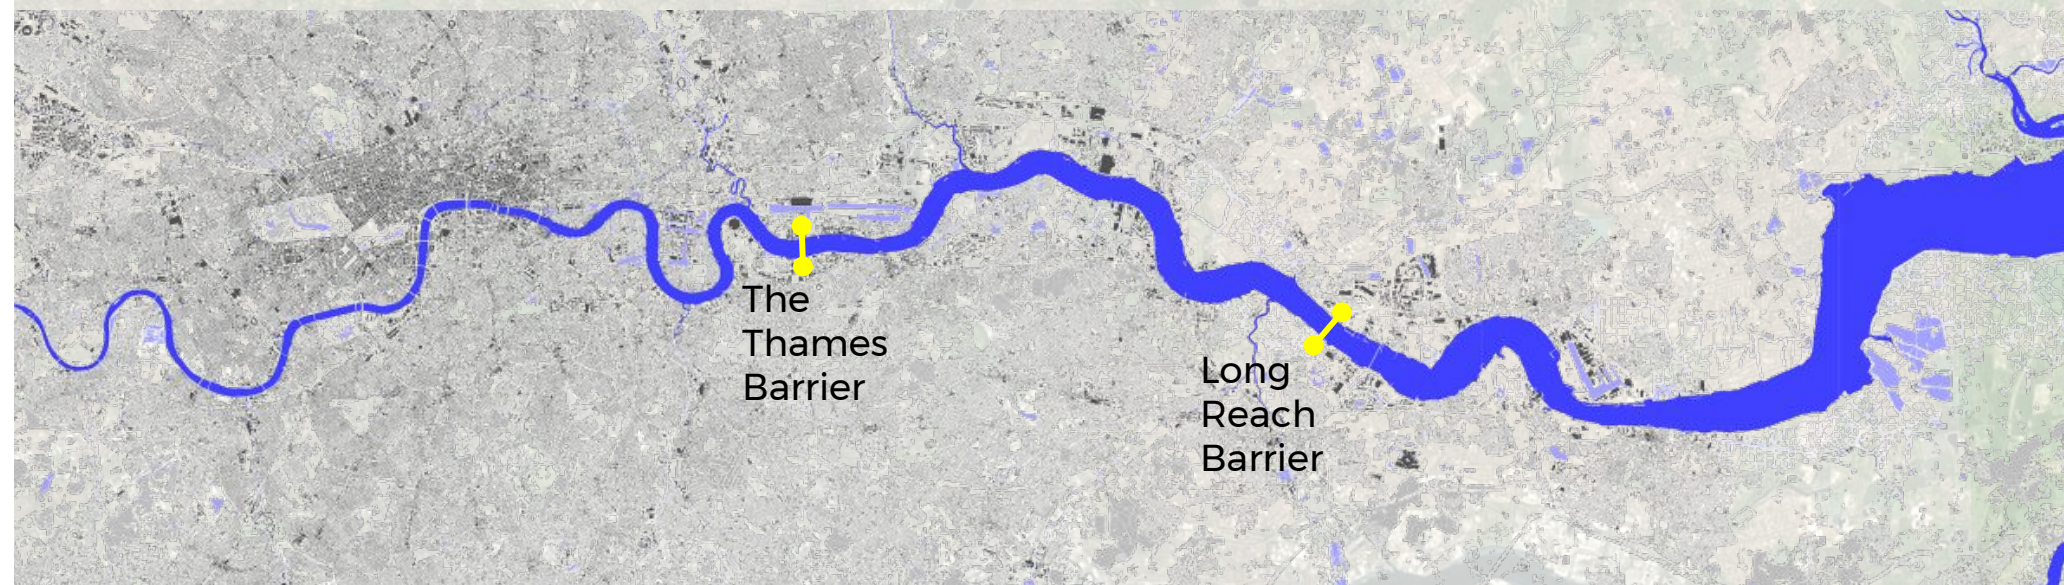 The
Thames
Barrier
Long
Reach
Barrier